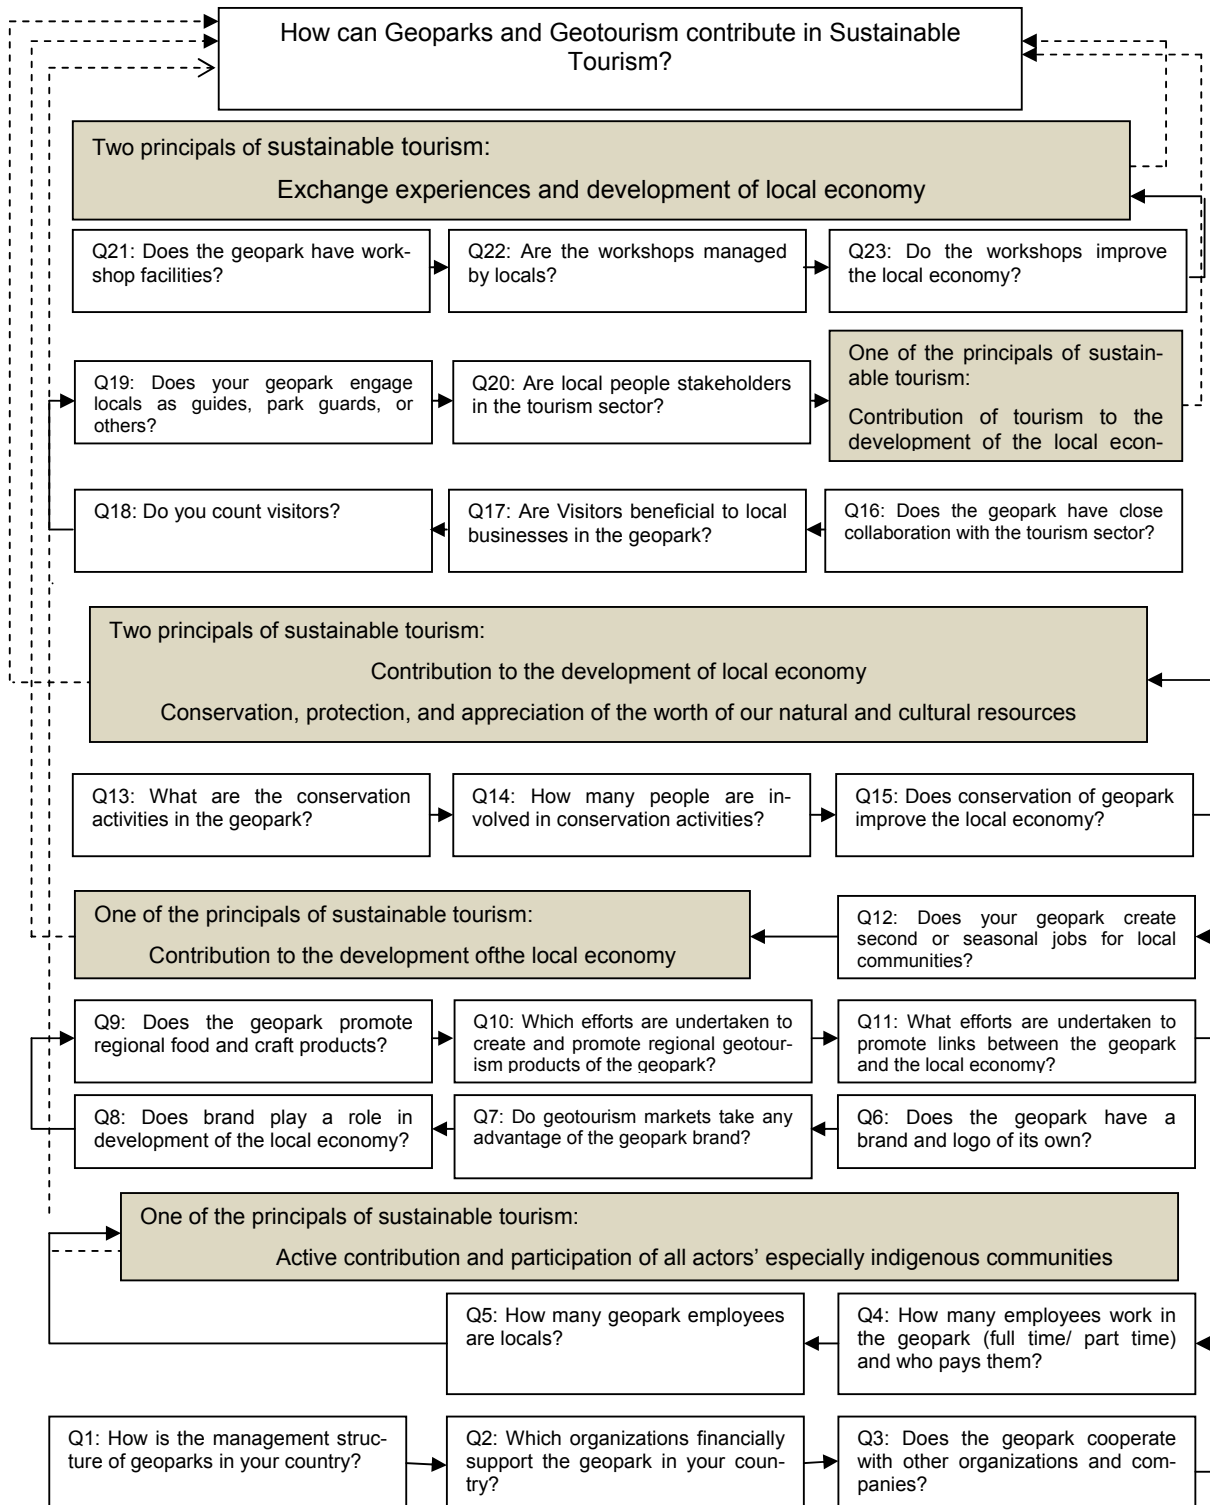 How can Geoparks and Geotourism contribute in Sustainable
Tourism?
Two principals of sustainable tourism:
Exchange experiences and development of local economy
Q21: Does the geopark have work-
shop facilities?
Q22: Are the workshops managed
by locals?
Q23: Do the workshops improve
the local economy?
Q19: Does your geopark engage
locals as guides, park guards, or
others?
Q20: Are local people stakeholders
in the tourism sector?
One of the principals of sustain-
able tourism:
Contribution of tourism to the
development of the local econ-
Q18: Do you count visitors?
Q17: Are Visitors beneficial to local
businesses in the geopark?
Q16: Does the geopark have close
collaboration with the tourism sector?
Two principals of sustainable tourism:
Contribution to the development of local economy
Conservation, protection, and appreciation of the worth of our natural and cultural resources
Q13: What are the conservation
activities in the geopark?
Q14: How many people are in-
volved in conservation activities?
Q15: Does conservation of geopark
improve the local economy?
One of the principals of sustainable tourism:
Contribution to the development ofthe local economy
Q12: Does your geopark create
second or seasonal jobs for local
communities?
Q9: Does the geopark promote
regional food and craft products?
Q10: Which efforts are undertaken to
create and promote regional geotour-
ism products of the geopark?
Q11: What efforts are undertaken to
promote links between the geopark
and the local economy?
Q8: Does brand play a role in
development of the local economy?
Q7: Do geotourism markets take any
advantage of the geopark brand?
Q6: Does the geopark have a
brand and logo of its own?
One of the principals of sustainable tourism:
Active contribution and participation of all actors’ especially indigenous communities
Q5: How many geopark employees
are locals?
Q4: How many employees work in
the geopark (full time/ part time)
and who pays them?
Q1: How is the management struc-
ture of geoparks in your country?
Q2: Which organizations financially
support the geopark in your coun-
try?
Q3: Does the geopark cooperate
with other organizations and com-
panies?